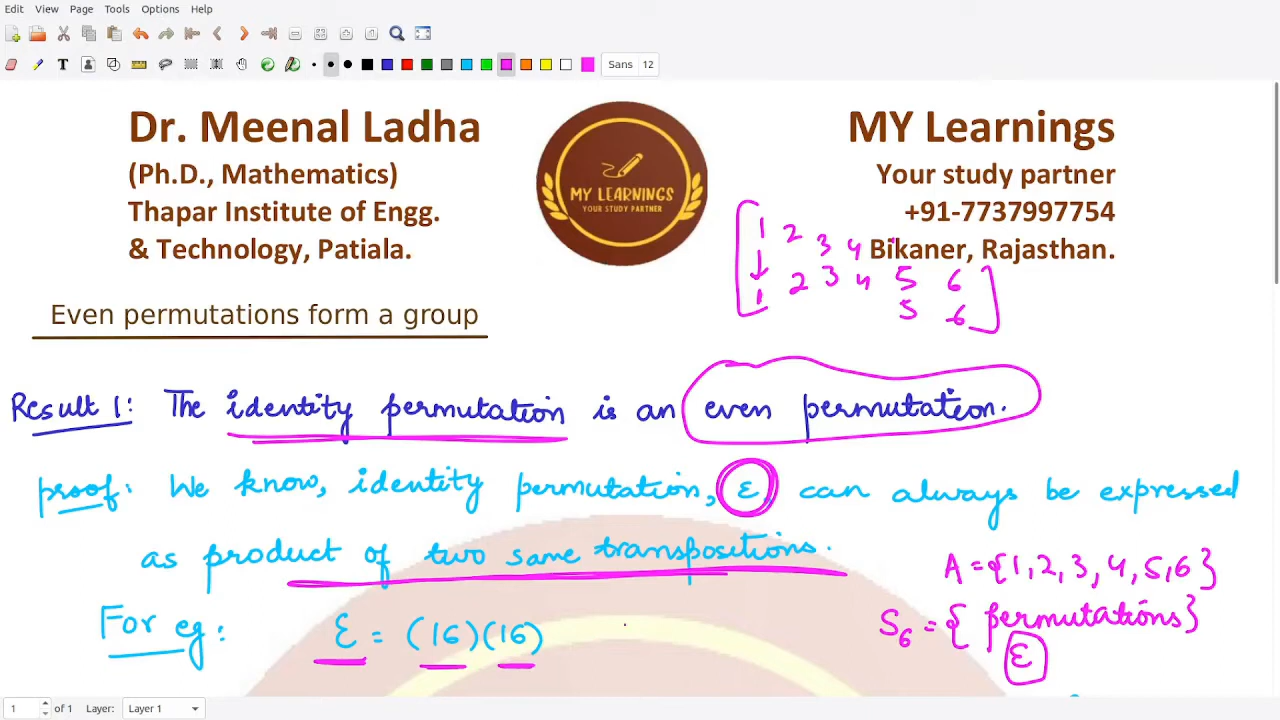 Edit View Page Tools Options Help
T Sans 12
Dr. Meenal Ladha
(Ph.D., Mathematics)
Thapar Institute of Engg.
& Technology, Patiala.
MY LEARNINGS
YOUR STUDY PARTNER
MY Learnings
Your study partner
+91-7737997754
Bikaner, Rajasthan.
1 2 3 4
↓
1 2 3 4 5 6
5 6
Even permutations form a group
Result 1: The identity permutation is an even permutation.
proof: We know, identity permutation, ε, can always be expressed
as product of two same transpositions.
A = {1, 2, 3, 4, 5, 6}
For eg: ε = (16)(16)
S6 = { permutations}
ε
MY LEARNINGS
1 of 1 Layer: Layer 1